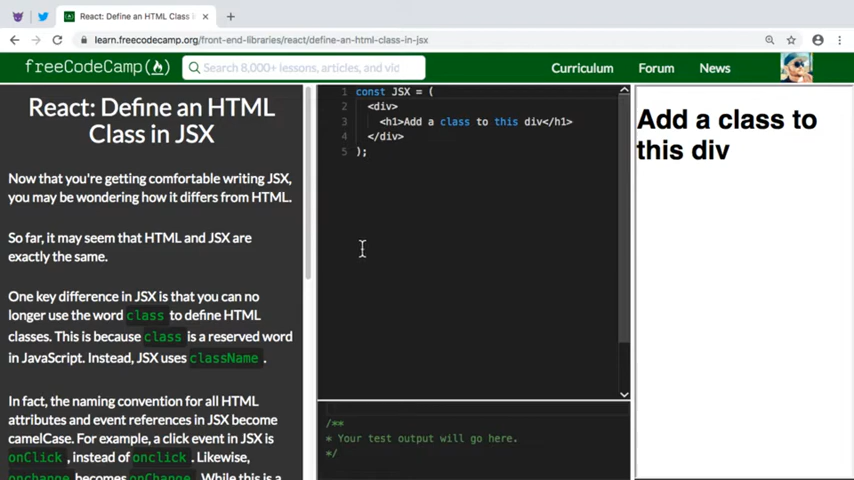 React: Define an HTML Class i
learn.freecodecamp.org/front-end-libraries/react/define-an-html-class-in-jsx
freeCodeCamp
Search 8,000+ lessons, articles, and vid
Curriculum
Forum
News
React: Define an HTML
Class in JSX
Now that you're getting comfortable writing JSX,
you may be wondering how it differs from HTML.
So far, it may seem that HTML and JSX are
exactly the same.
One key difference in JSX is that you can no
longer use the word class to define HTML
classes. This is because class is a reserved word
in JavaScript. Instead, JSX uses className .
In fact, the naming convention for all HTML
attributes and event references in JSX become
camelCase. For example, a click event in JSX is
onClick , instead of onclick . Likewise,
onchange becomes onChange. While this is a
1 const JSX = (
2 <div>
3 <h1>Add a class to this div</h1>
4 </div>
5 );
/**
* Your test output will go here.
*/
Add a class to
this div